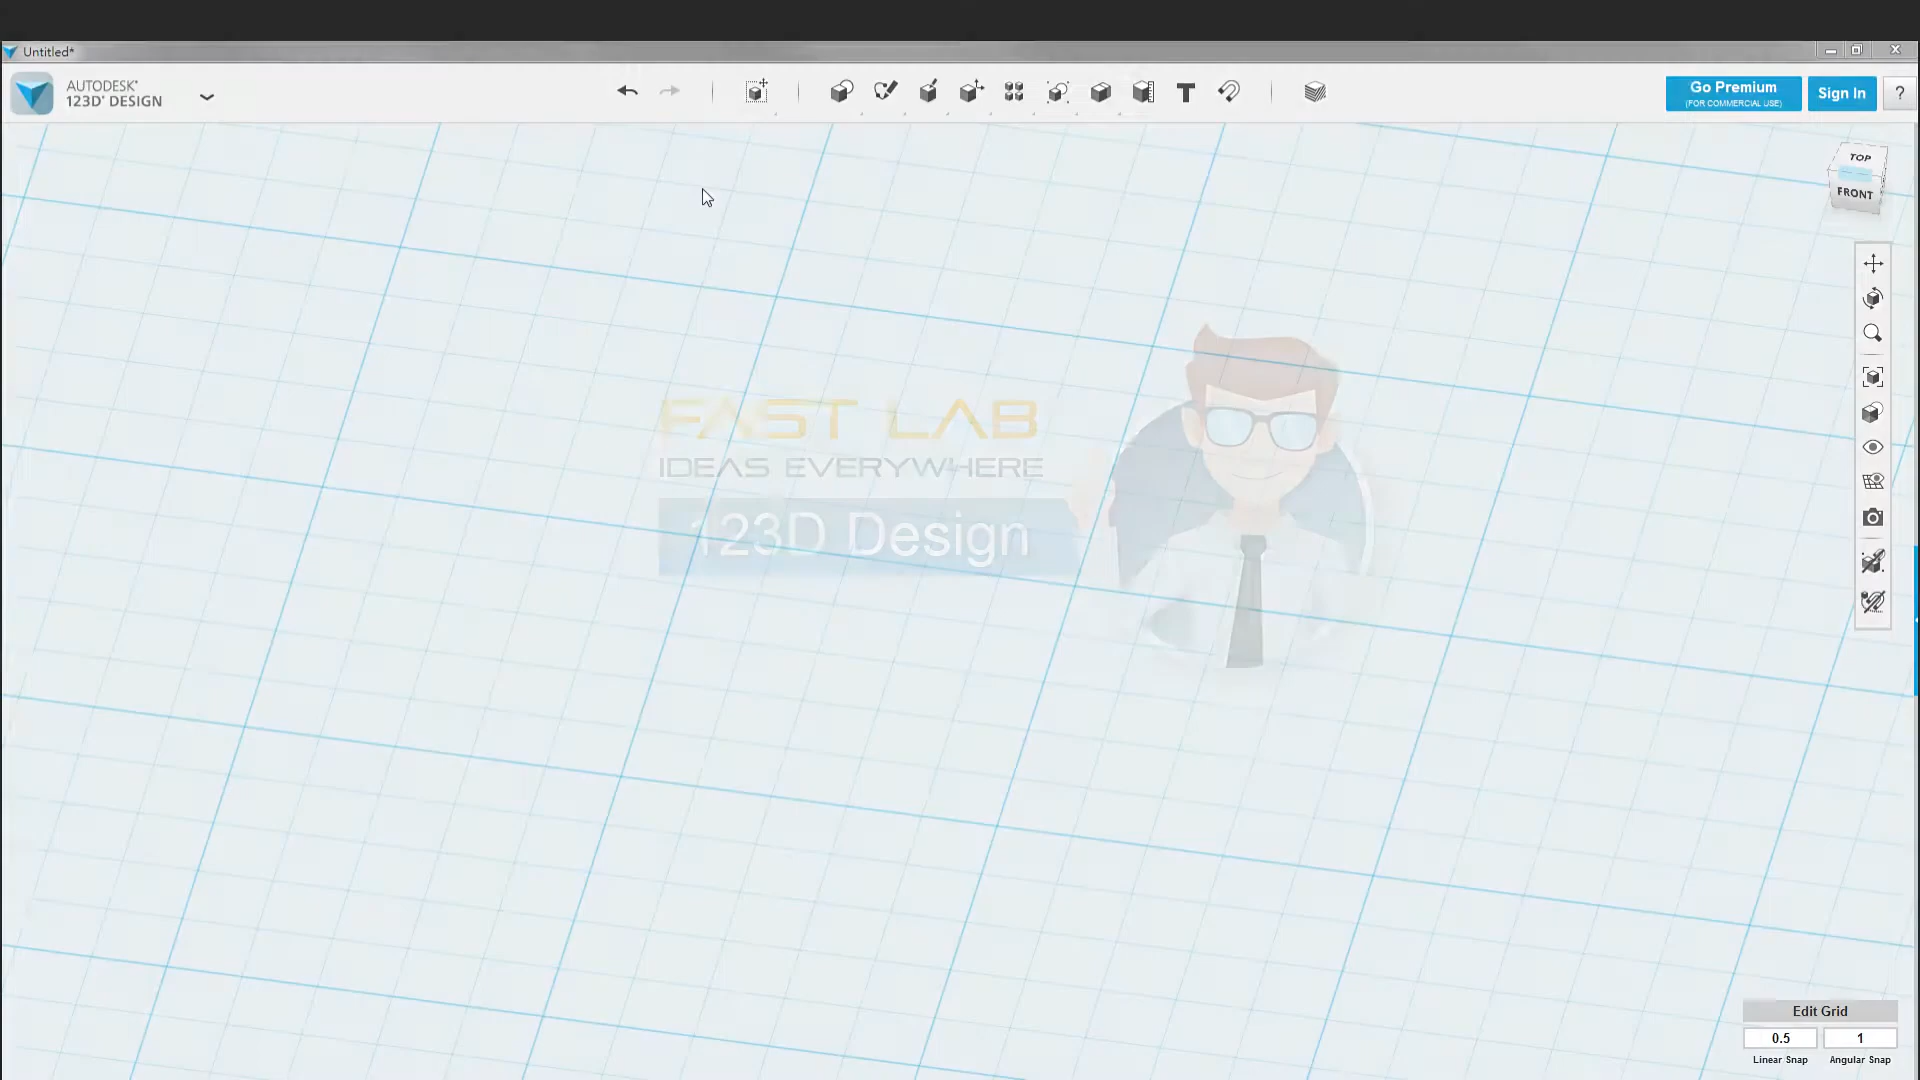 Untitled*
AUTODESK®
123D® DESIGN
Go Premium
(FOR COMMERCIAL USE)
Sign In
?
TOP
FRONT
FAST LAB
IDEAS EVERYWHERE
123D Design
Edit Grid
0.5
1
Linear Snap
Angular Snap